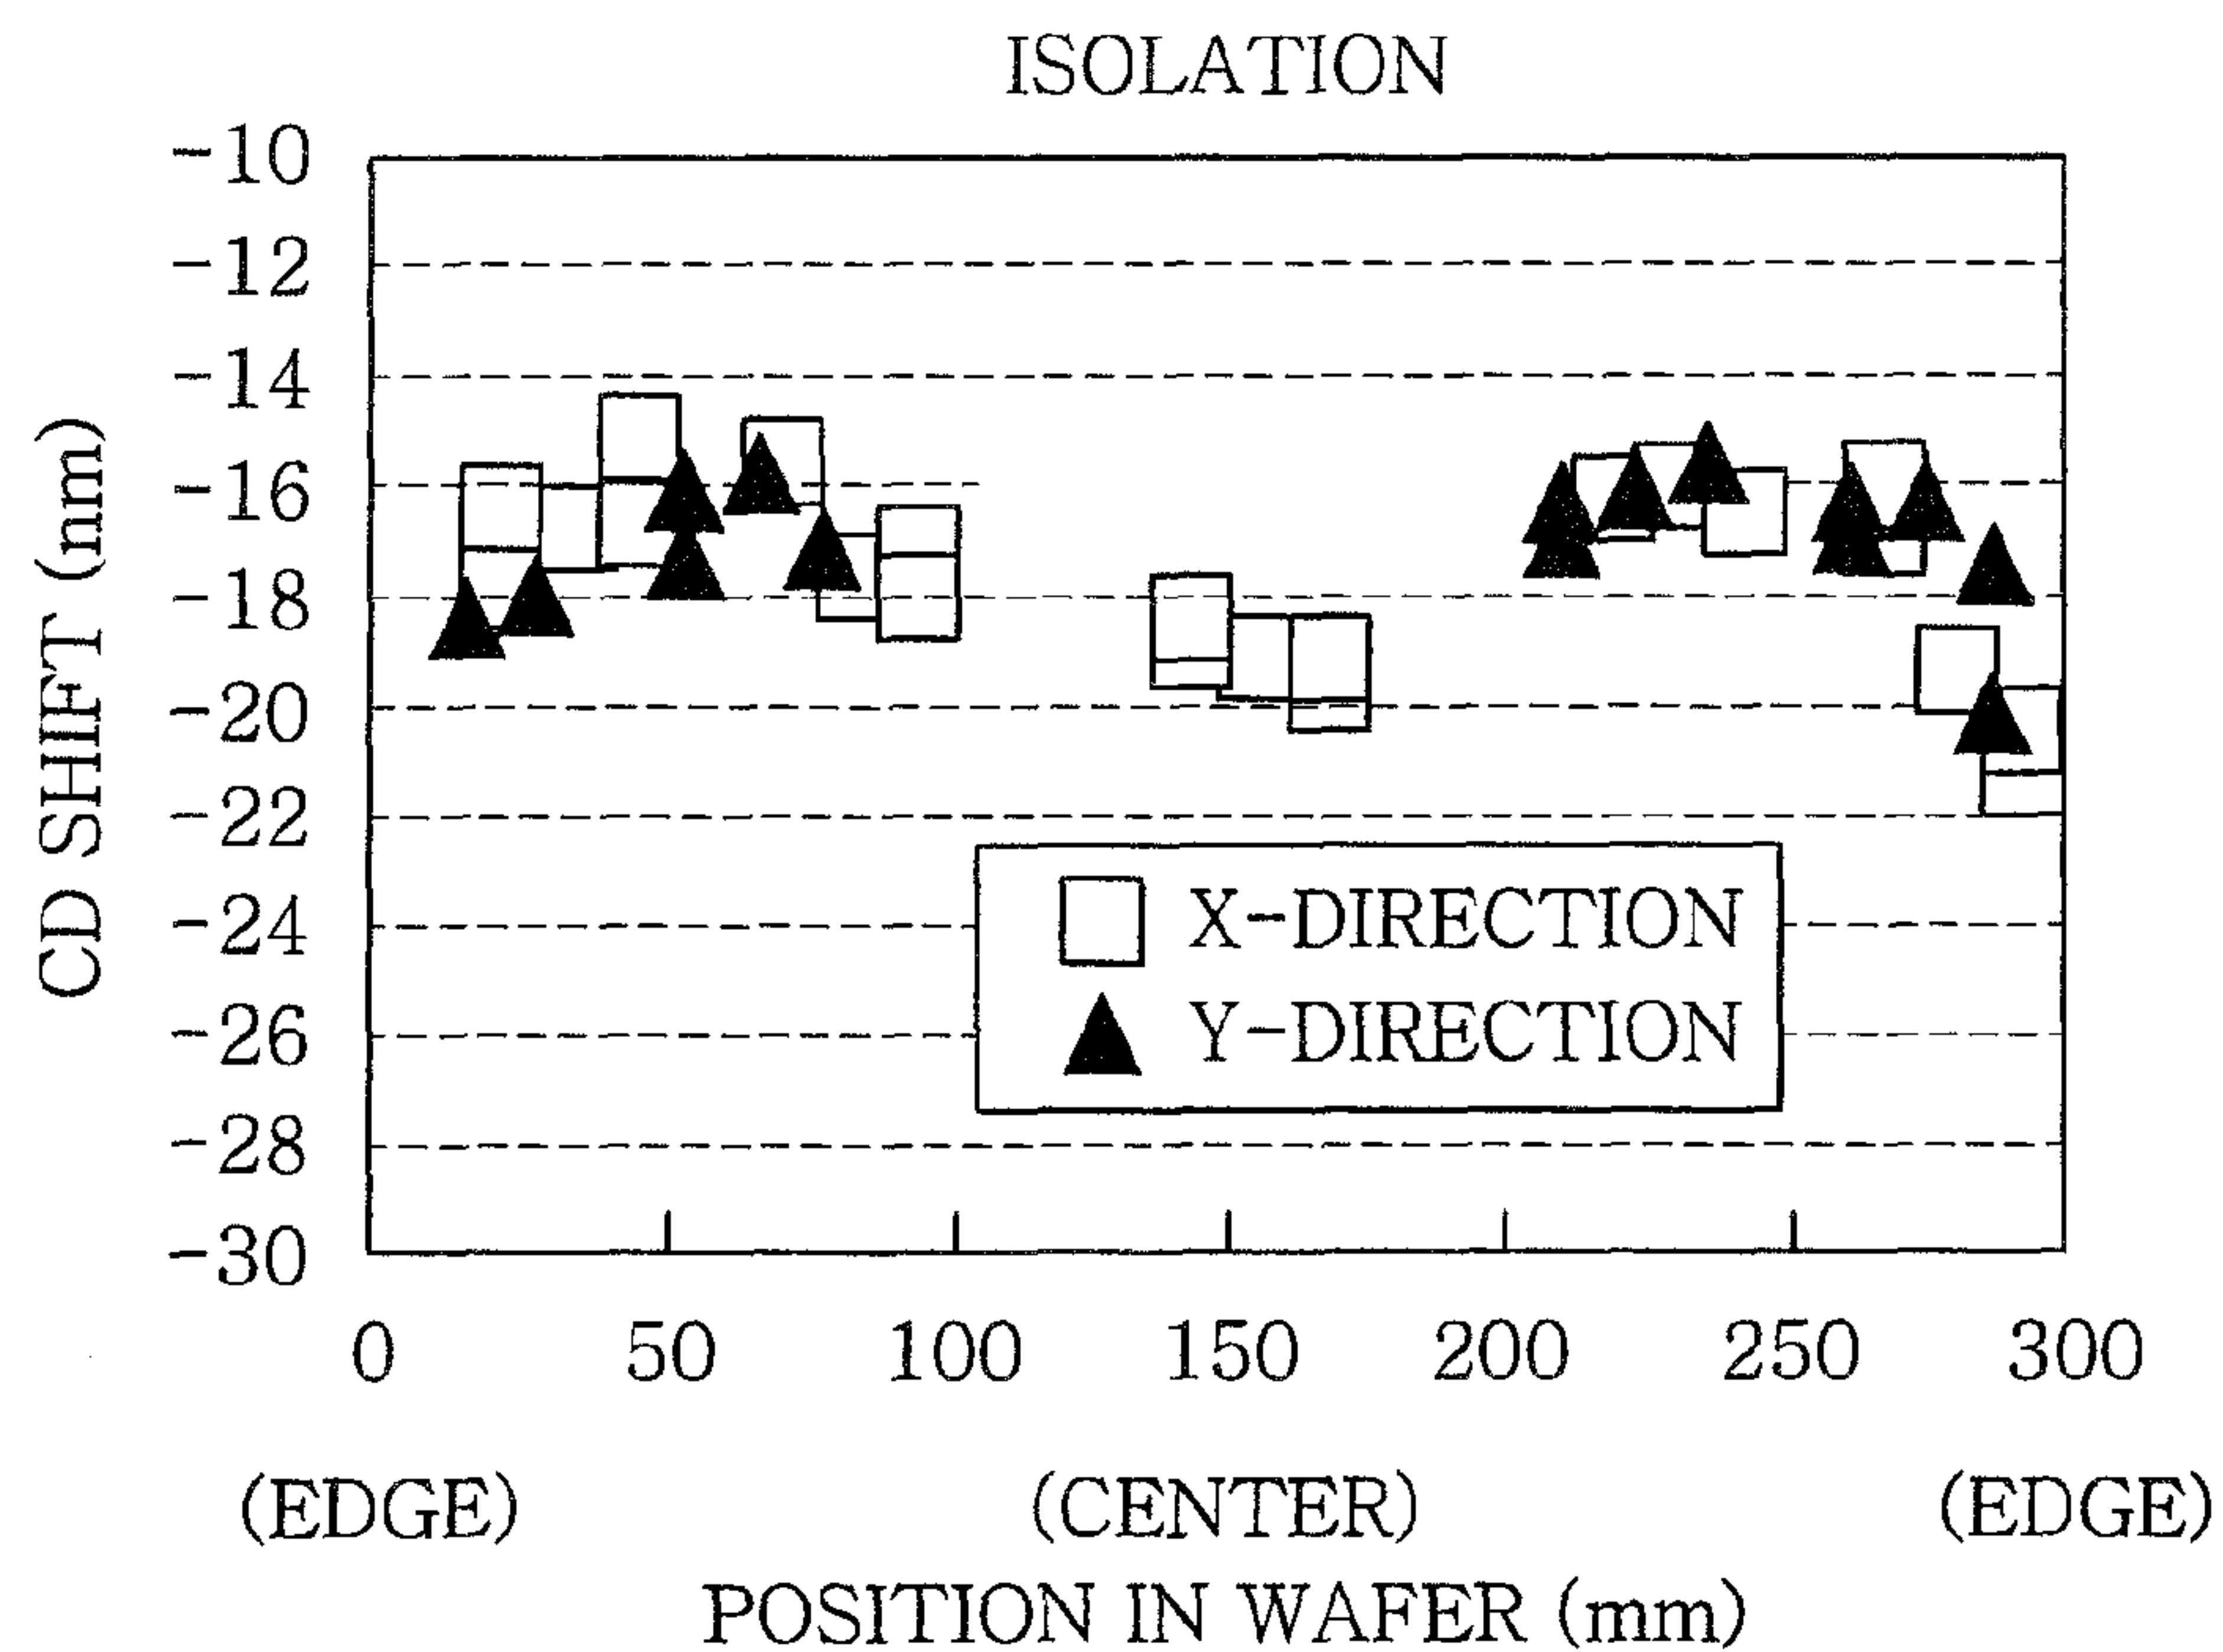 ISOLATION
-10
-12
-14
-16
-18
-20
-22
-24
-26
-28
-30
CD SHIFT (nm)
X-DIRECTION
Y-DIRECTION
0 50 100 150 200 250 300
(EDGE) (CENTER) (EDGE)
POSITION IN WAFER (mm)